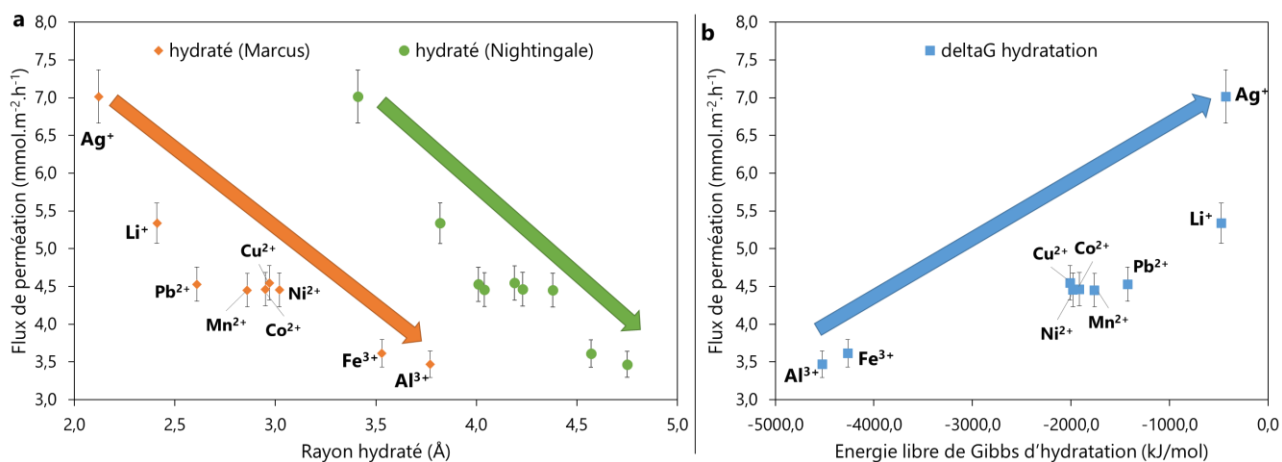 a
hydraté (Marcus)
hydraté (Nightingale)
Flux de perméation (mmol.m⁻².h⁻¹)
8,0
7,5
7,0
6,5
6,0
5,5
5,0
4,5
4,0
3,5
3,0
Ag⁺
Li⁺
Pb²⁺
Mn²⁺
Cu²⁺
Co²⁺
Ni²⁺
Fe³⁺
Al³⁺
2,0 2,5 3,0 3,5 4,0 4,5 5,0
Rayon hydraté (Å)
b
deltaG hydratation
Flux de perméation (mmol.m⁻².h⁻¹)
8,0
7,5
7,0
6,5
6,0
5,5
5,0
4,5
4,0
3,5
3,0
Ag⁺
Li⁺
Cu²⁺
Co²⁺
Pb²⁺
Ni²⁺
Mn²⁺
Al³⁺
Fe³⁺
-5000,0 -4000,0 -3000,0 -2000,0 -1000,0 0,0
Energie libre de Gibbs d'hydratation (kJ/mol)